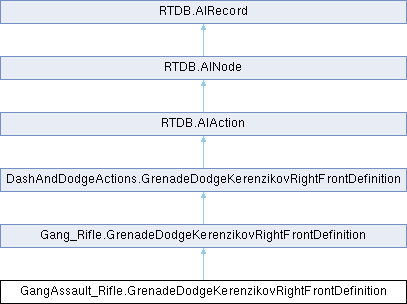 RTDB.AIRecord
RTDB.AINode
RTDB.AIAction
DashAndDodgeActions.GrenadeDodgeKerenzikovRightFrontDefinition
Gang_Rifle.GrenadeDodgeKerenzikovRightFrontDefinition
GangAssault_Rifle.GrenadeDodgeKerenzikovRightFrontDefinition